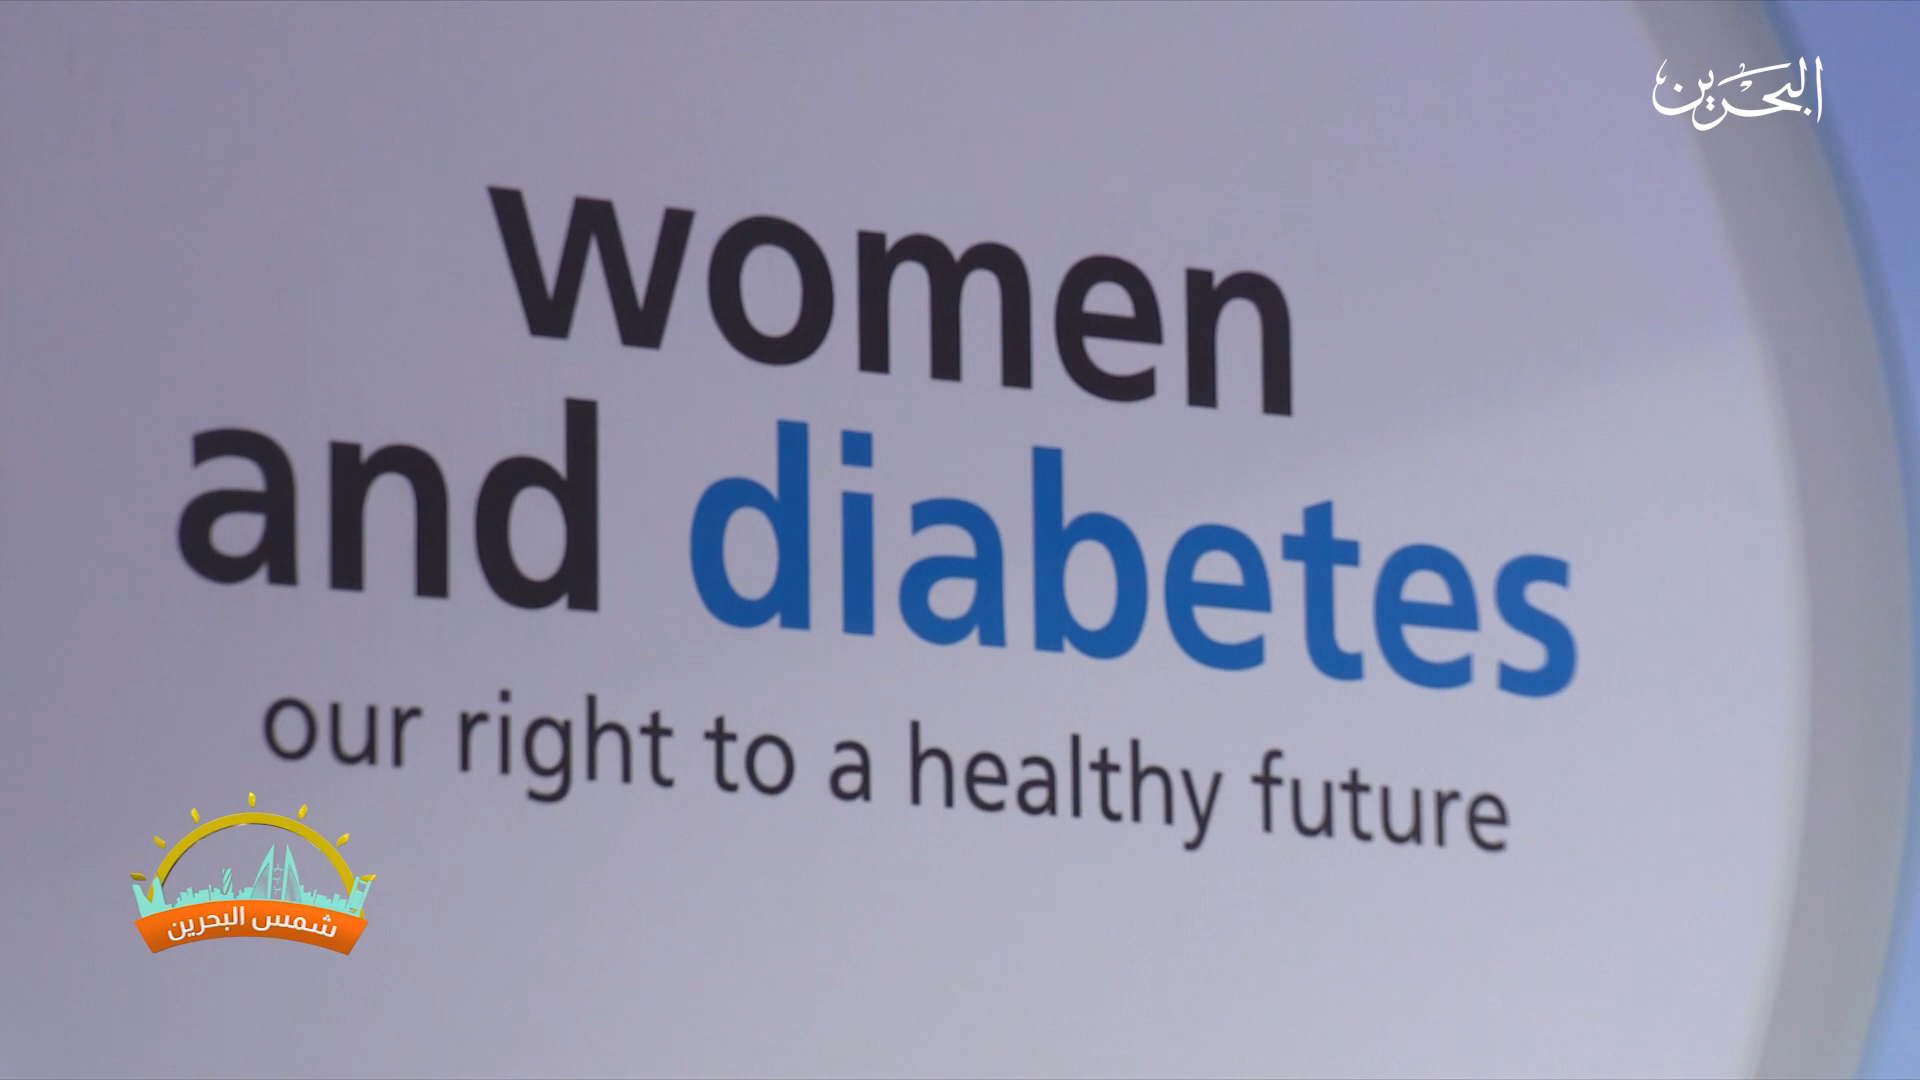 البحرين
women
and diabetes
our right to a healthy future
شمس البحرين